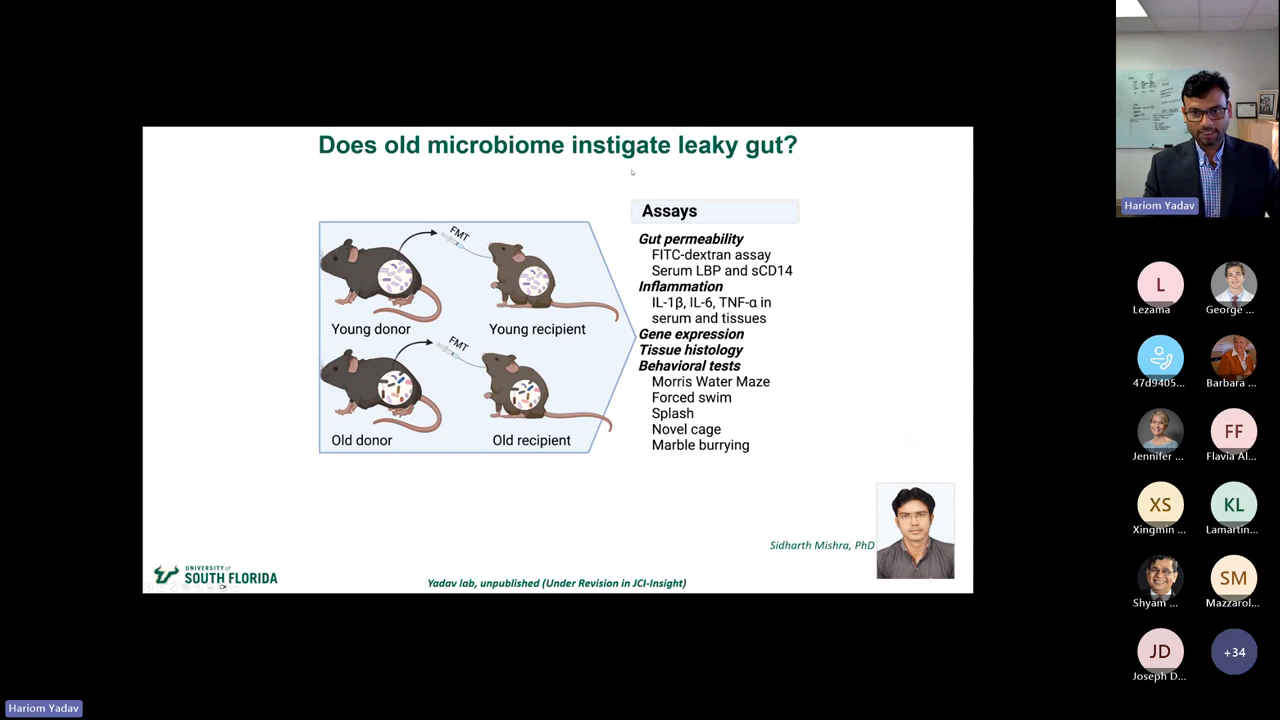 Does old microbiome instigate leaky gut?
FMT
Young donor
Young recipient
FMT
Old donor
Old recipient
Assays
Gut permeability
FITC-dextran assay
Serum LBP and sCD14
Inflammation
IL-1β, IL-6, TNF-α in
serum and tissues
Gene expression
Tissue histology
Behavioral tests
Morris Water Maze
Forced swim
Splash
Novel cage
Marble burrying
Sidharth Mishra, PhD
UNIVERSITY of
SOUTH FLORIDA
Yadav lab, unpublished (Under Revision in JCI-Insight)
Hariom Yadav
L
Lezama
George ...
47d9405...
Barbara ...
Jennifer ...
FF
Flavia Al...
XS
Xingmin ...
KL
Lamartin...
Shyam ...
SM
Mazzarol...
JD
Joseph D...
+34
Hariom Yadav